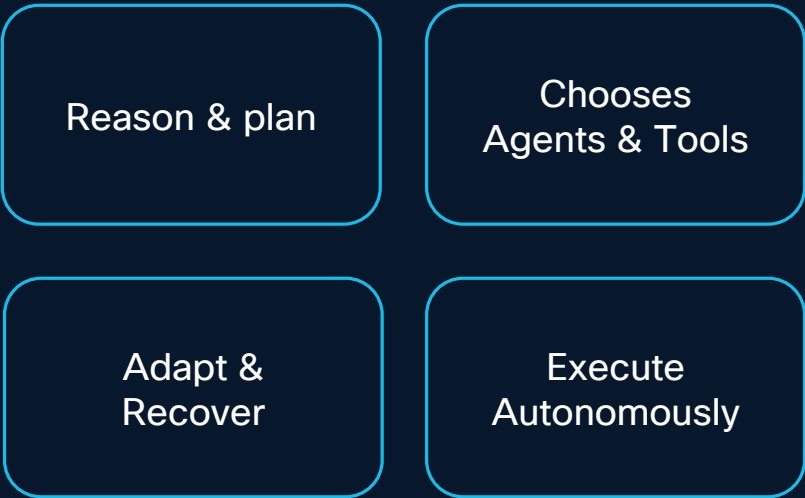 Reason & plan
Chooses
Agents & Tools
Adapt &
Recover
Execute
Autonomously